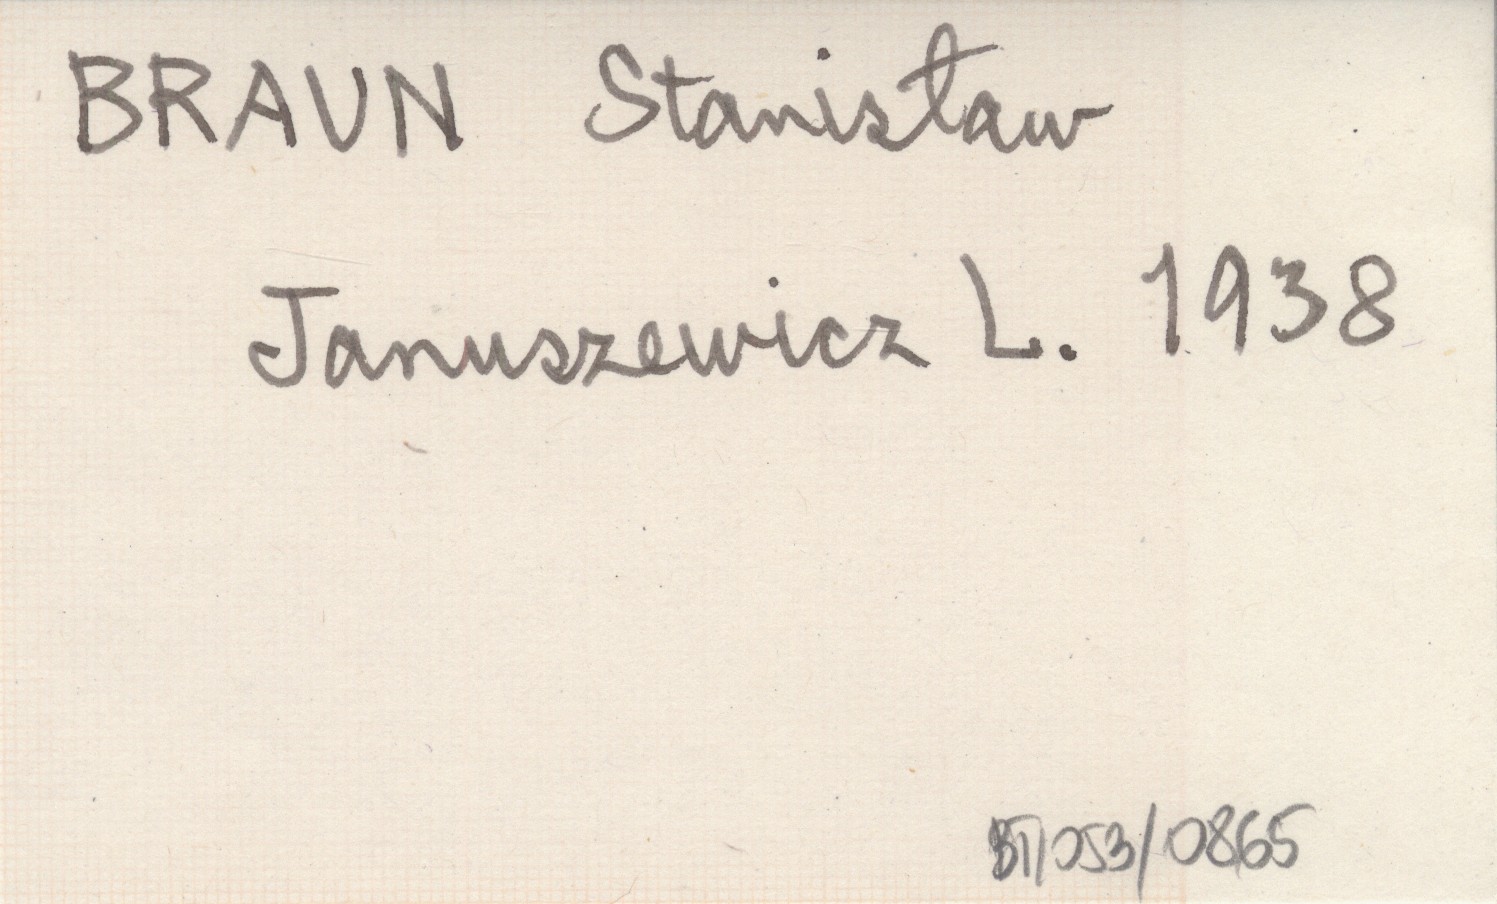 BRAUN Stanisław
Januszewicz L. 1938
BT/053/0865